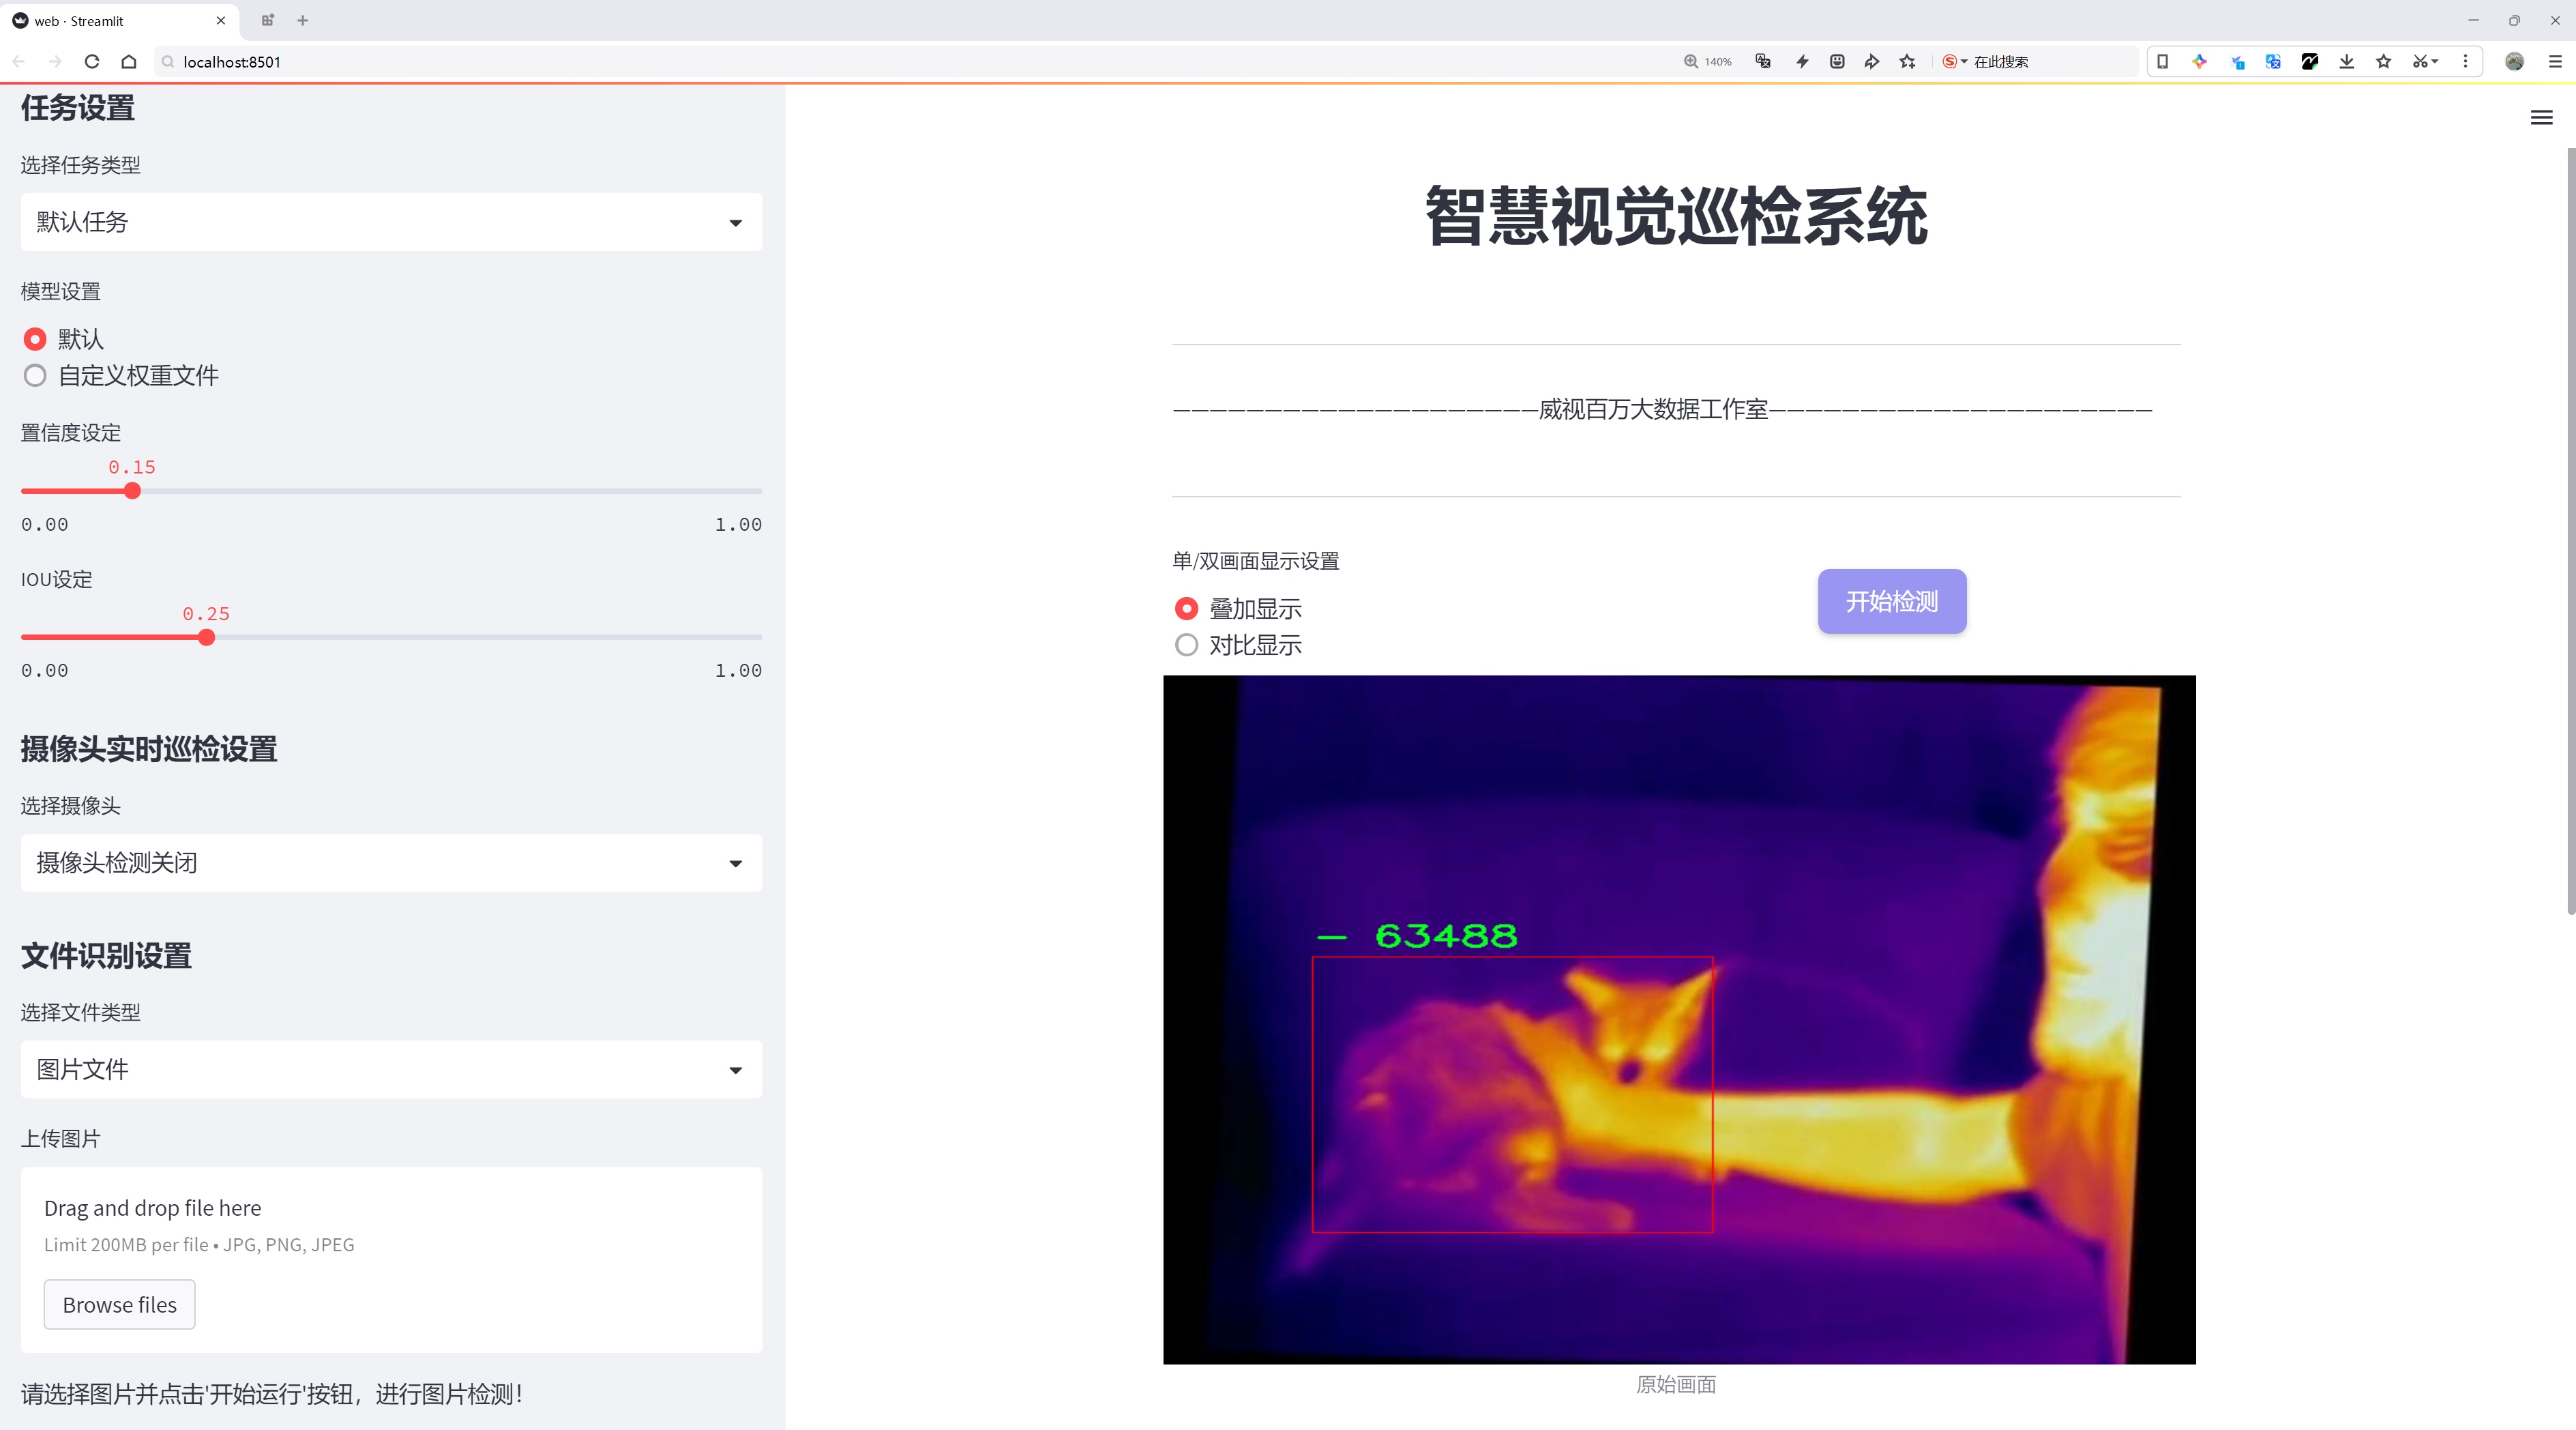 web · Streamlit
localhost:8501
140%
在此搜索
任务设置
选择任务类型
默认任务
模型设置
默认
自定义权重文件
置信度设定
0.15
0.00 1.00
IOU设定
0.25
0.00 1.00
摄像头实时巡检设置
选择摄像头
摄像头检测关闭
文件识别设置
选择文件类型
图片文件
上传图片
Drag and drop file here
Limit 200MB per file • JPG, PNG, JPEG
Browse files
请选择图片并点击'开始运行'按钮，进行图片检测！
智慧视觉巡检系统
————————————————————威视百万大数据工作室—————————————————————
单/双画面显示设置
叠加显示
对比显示
开始检测
— 63488
原始画面